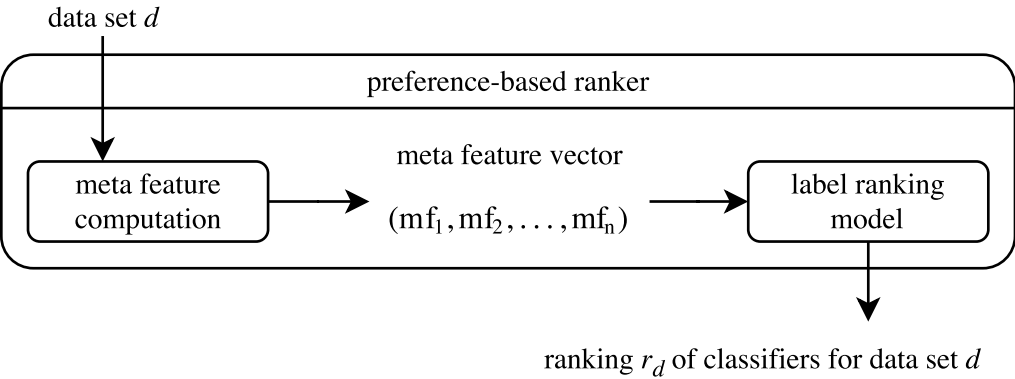 data set d
preference-based ranker
meta feature
computation
meta feature vector
(mf₁, mf₂, . . . , mfₙ)
label ranking
model
ranking r_d of classifiers for data set d